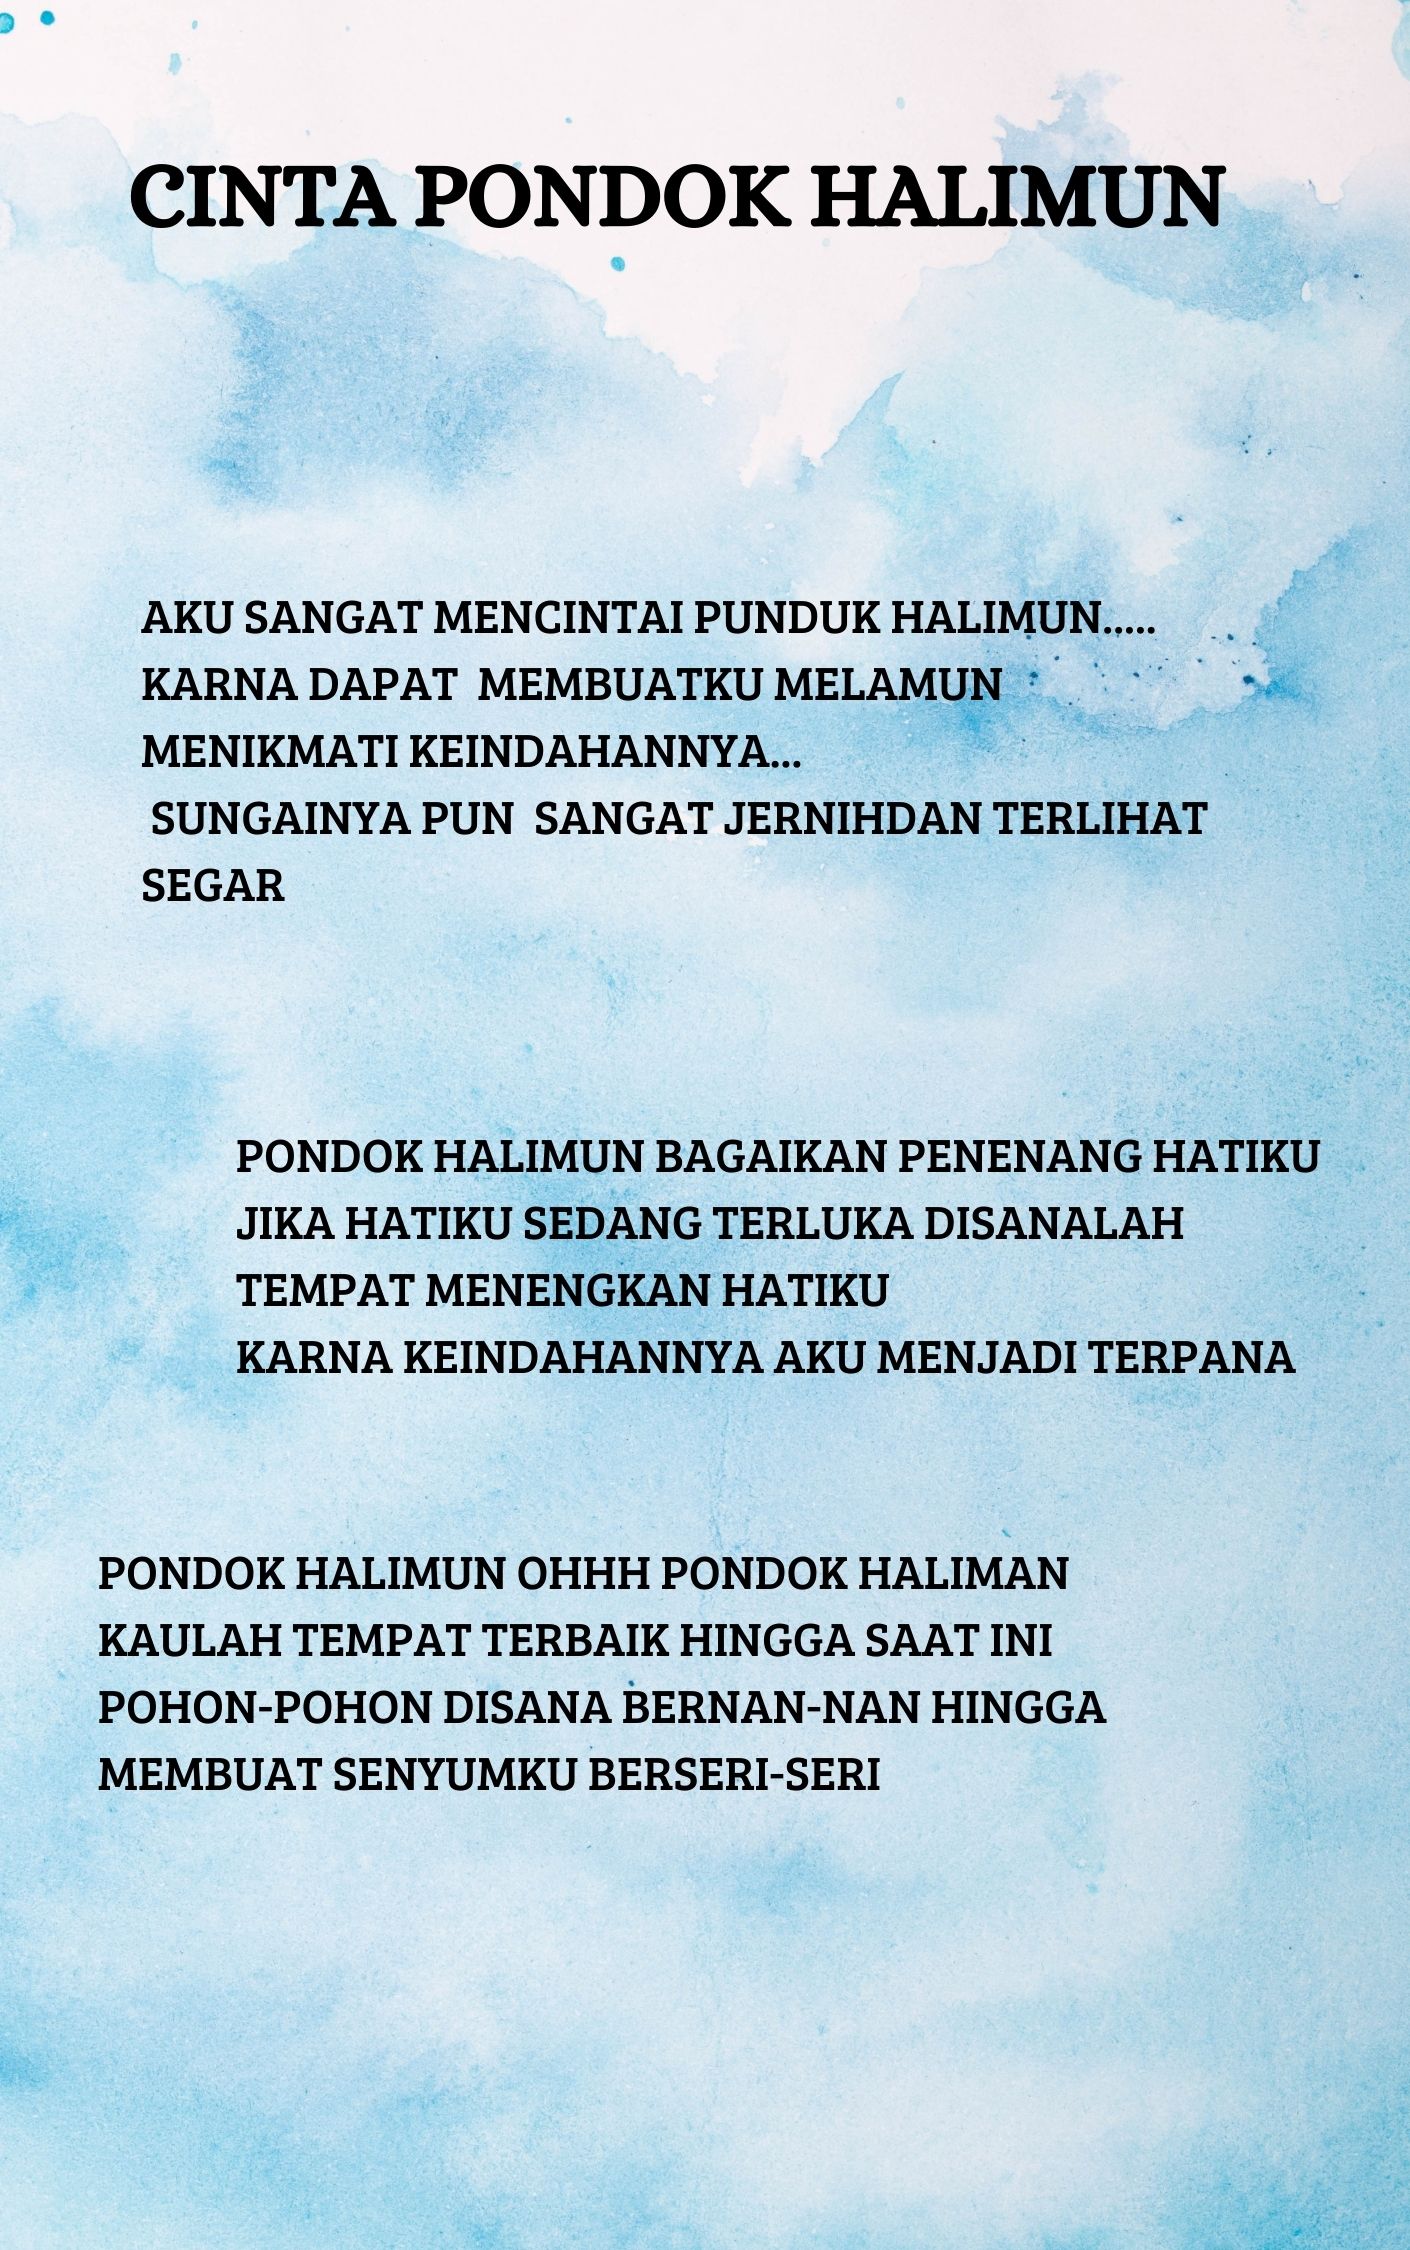 CINTA PONDOK HALIMUN
AKU SANGAT MENCINTAI PUNDUK HALIMUN.....
KARNA DAPAT MEMBUATKU MELAMUN
MENIKMATI KEINDAHANNYA...
SUNGAINYA PUN SANGAT JERNIHDAN TERLIHAT
SEGAR
PONDOK HALIMUN BAGAIKAN PENENANG HATIKU
JIKA HATIKU SEDANG TERLUKA DISANALAH
TEMPAT MENENGKAN HATIKU
KARNA KEINDAHANNYA AKU MENJADI TERPANA
PONDOK HALIMUN OHHH PONDOK HALIMAN
KAULAH TEMPAT TERBAIK HINGGA SAAT INI
POHON-POHON DISANA BERNAN-NAN HINGGA
MEMBUAT SENYUMKU BERSERI-SERI